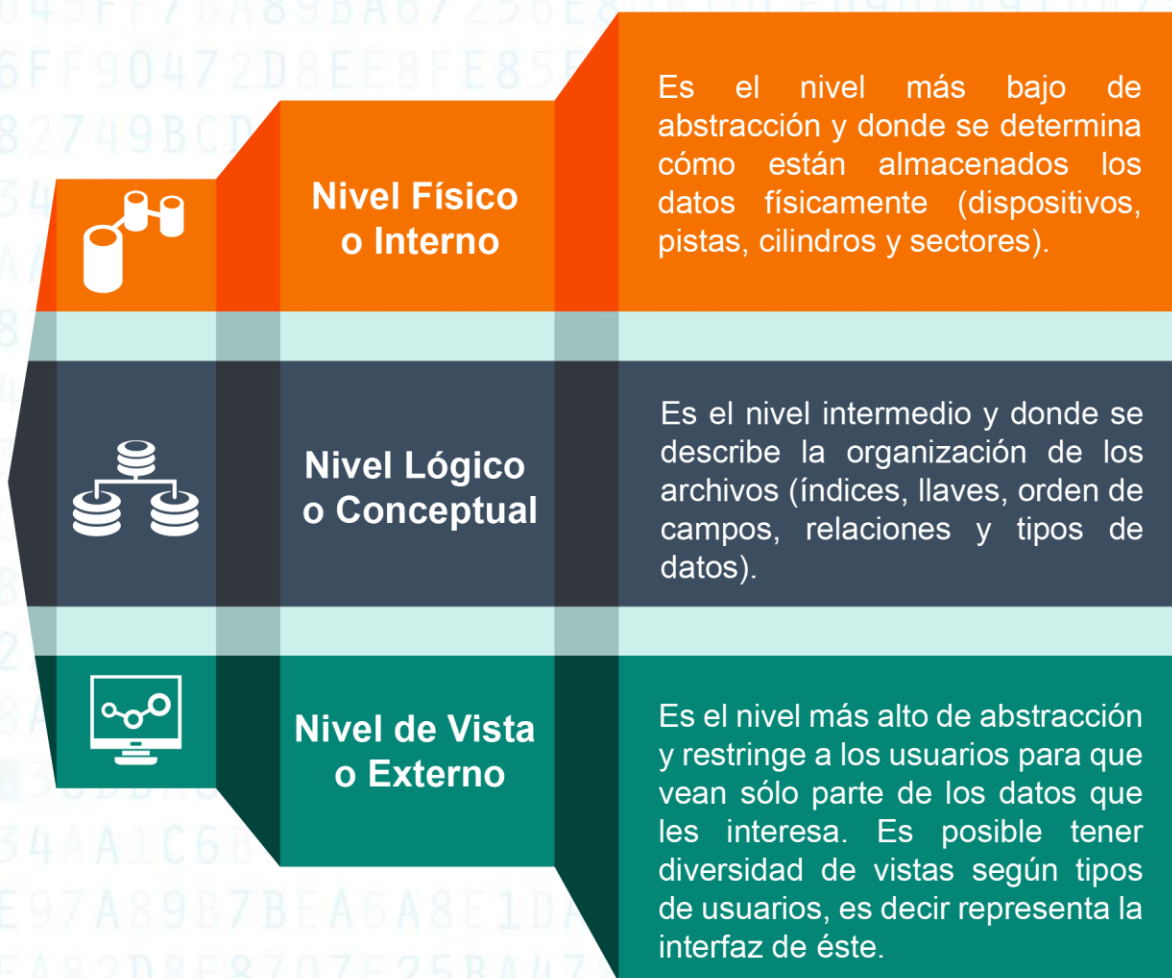 Nivel Físico
o Interno
Es el nivel más bajo de
abstracción y donde se determina
cómo están almacenados los
datos físicamente (dispositivos,
pistas, cilindros y sectores).
Nivel Lógico
o Conceptual
Es el nivel intermedio y donde se
describe la organización de los
archivos (índices, llaves, orden de
campos, relaciones y tipos de
datos).
Nivel de Vista
o Externo
Es el nivel más alto de abstracción
y restringe a los usuarios para que
vean sólo parte de los datos que
les interesa. Es posible tener
diversidad de vistas según tipos
de usuarios, es decir representa la
interfaz de éste.